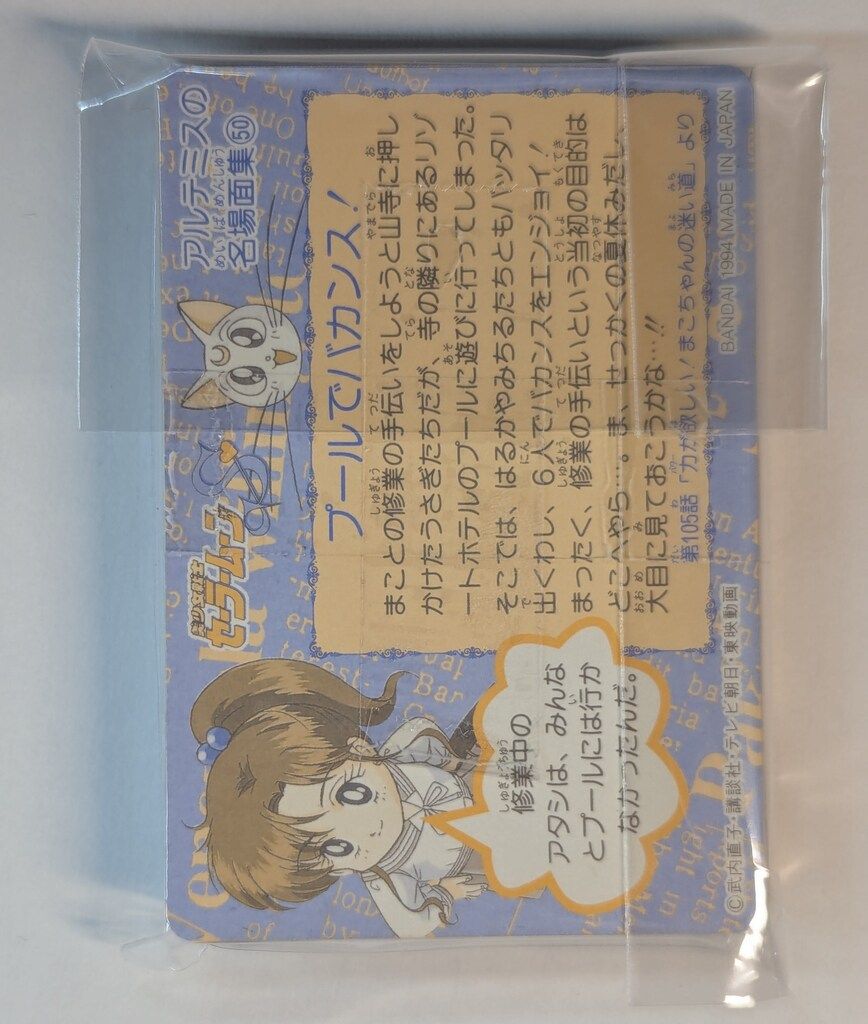 美少女戦士
セーラームーンS
アルテミスの
名場面集50
プールでバカンス！
まことの修業の手伝いをしようと山寺に押し
かけたうさぎたちだが、寺の隣りにあるリゾ
ートホテルのプールに遊びに行ってしまった。
そこでは、はるかやみちるたちともバッタリ
出くわし、6人でバカンスをエンジョイ！
まったく、修業の手伝いという当初の目的は
どこへやら…。ま、せっかくの夏休みだし、
大目に見ておこうかな…!!
第105話「力が欲しい！まこちゃんの迷い道」より
修業中の
アタシは、みんな
とプールには行か
なかったんだ。
©武内直子・講談社・テレビ朝日・東映動画
BANDAI 1994 MADE IN JAPAN